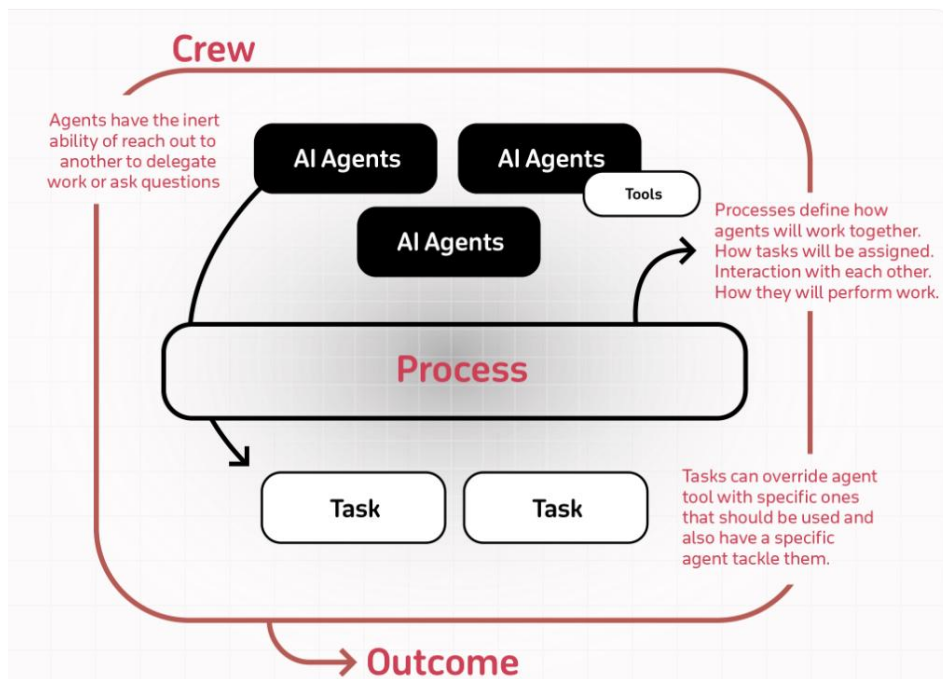 Crew
Agents have the inert
ability of reach out to
another to delegate
work or ask questions
AI Agents
AI Agents
Tools
AI Agents
Processes define how
agents will work together.
How tasks will be assigned.
Interaction with each other.
How they will perform work.
Process
Task
Task
Tasks can override agent
tool with specific ones
that should be used and
also have a specific
agent tackle them.
Outcome